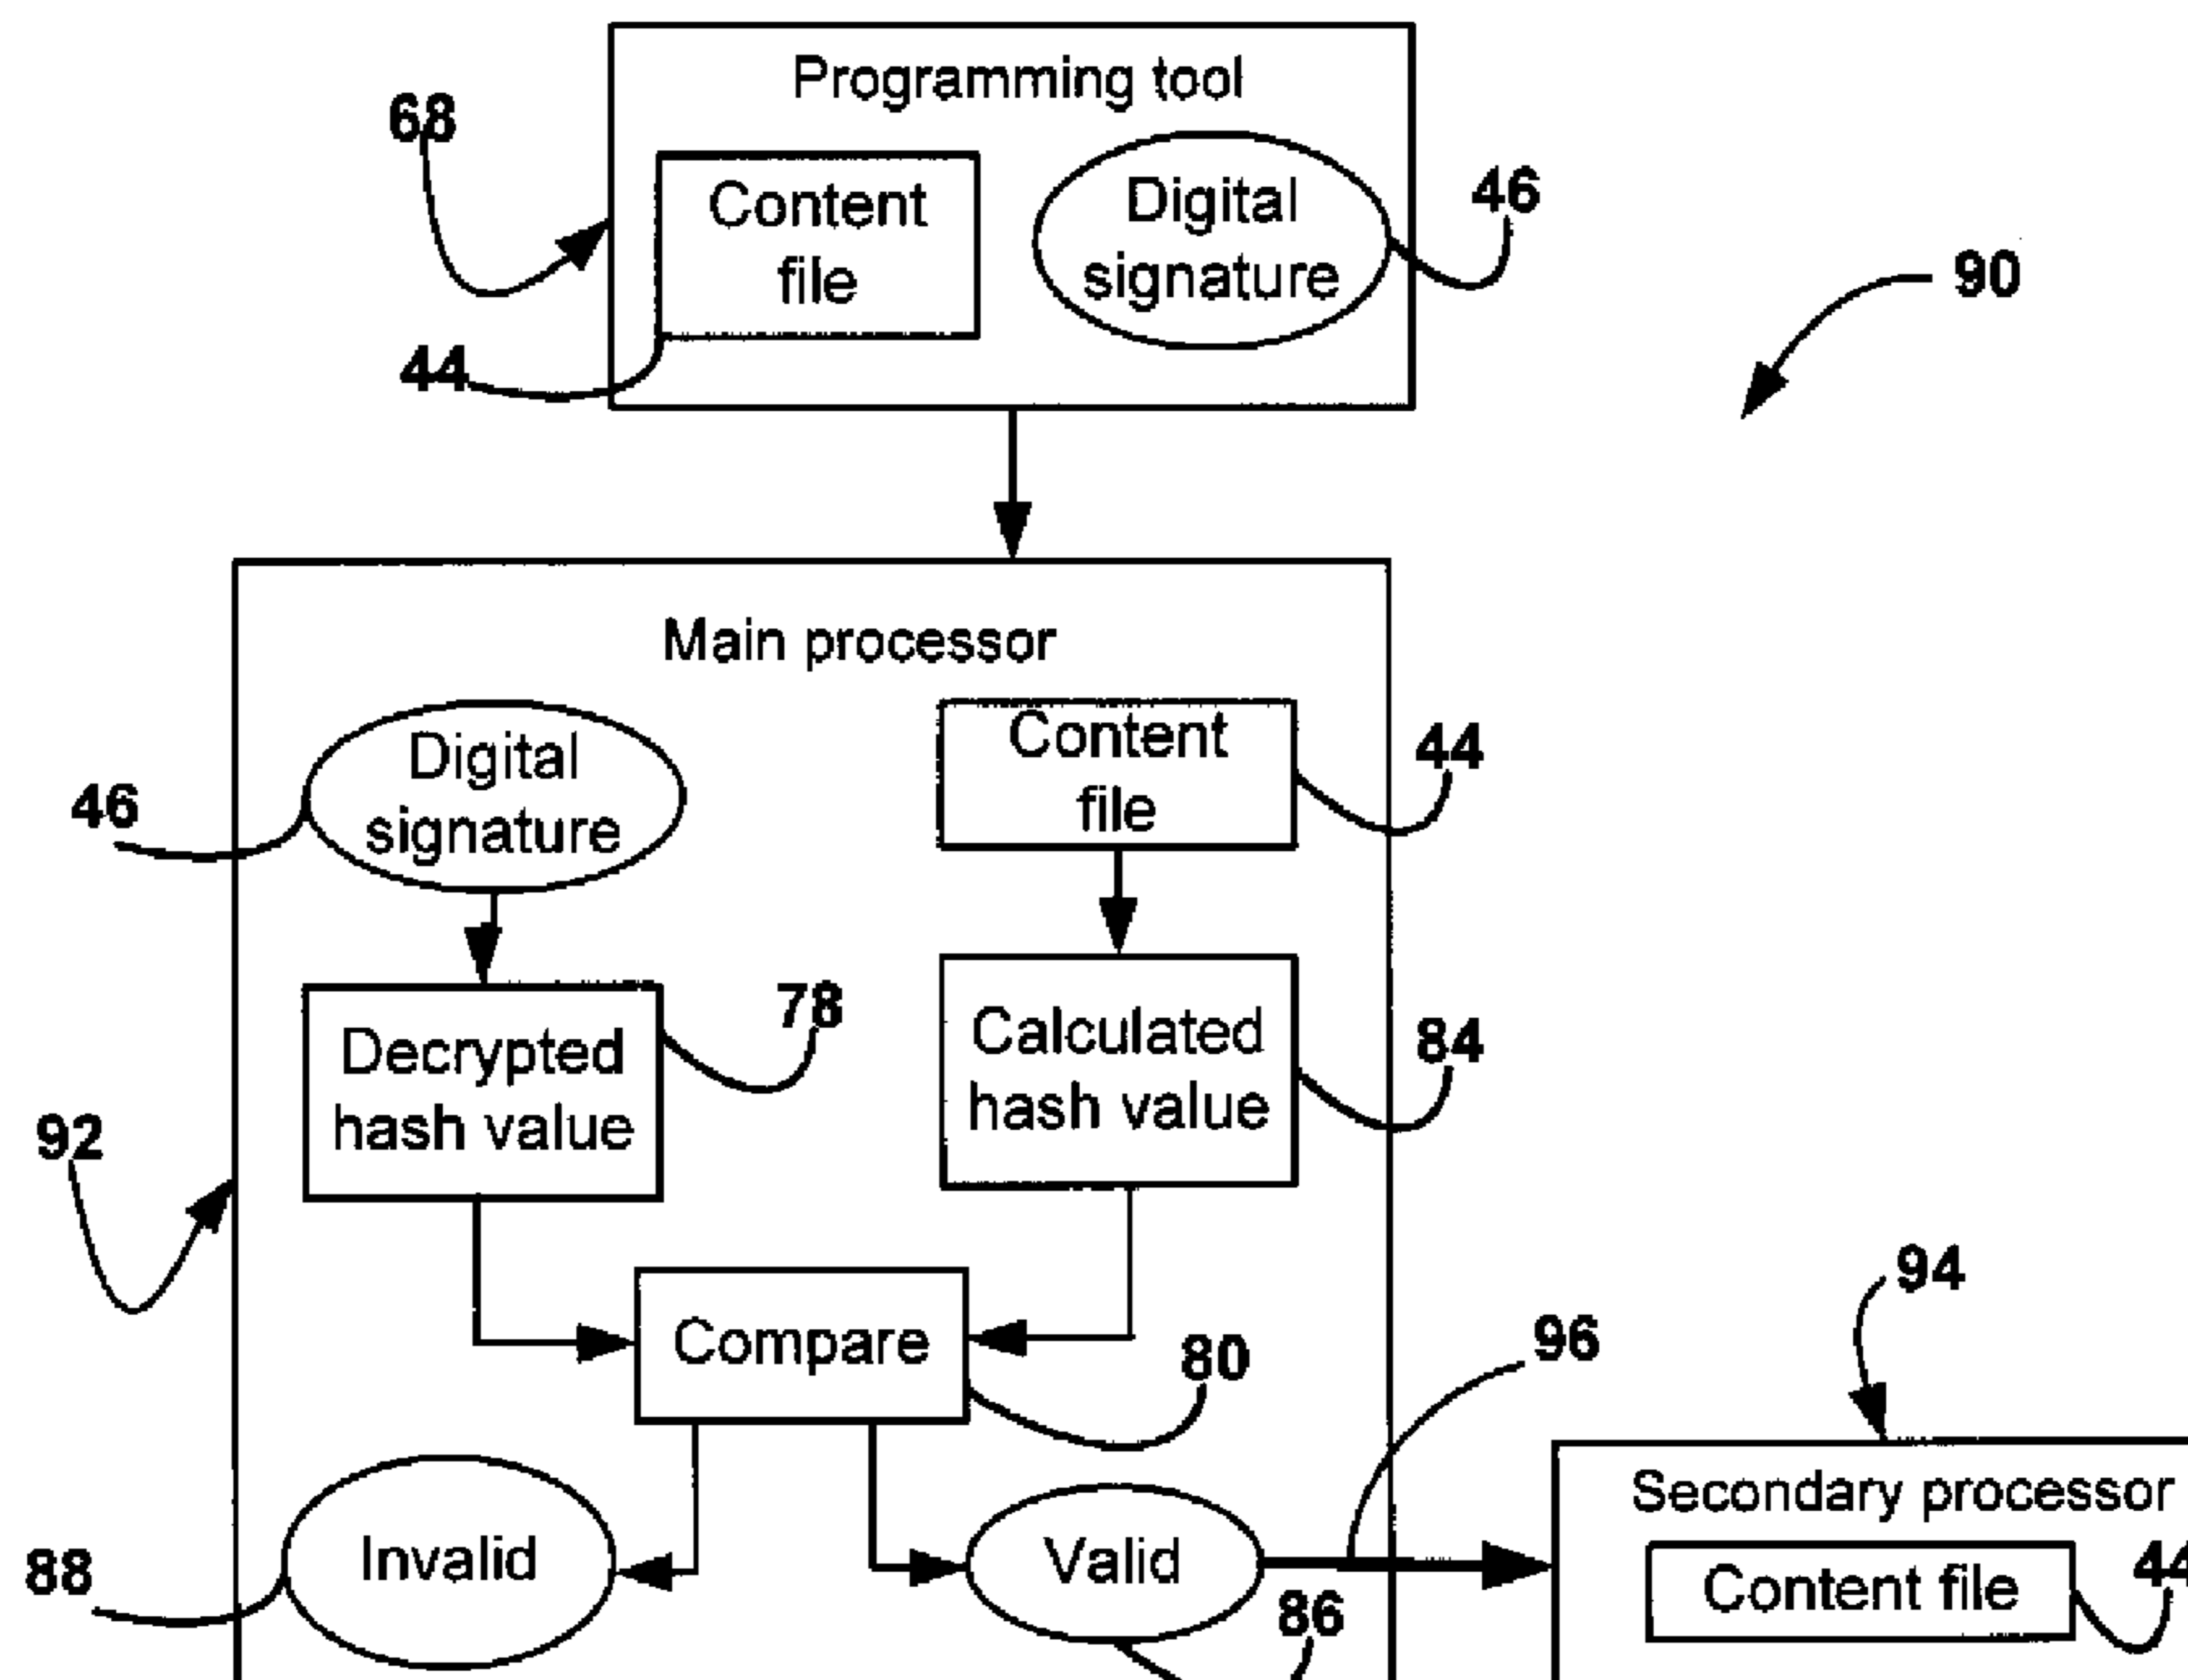 Programming tool
68
Content
file
Digital
signature
46
90
44
Main processor
Digital
signature
Content
file
44
46
78
Decrypted
hash value
Calculated
hash value
84
92
94
Compare
80
96
Secondary processor
Invalid
Valid
Content file
44
88
86